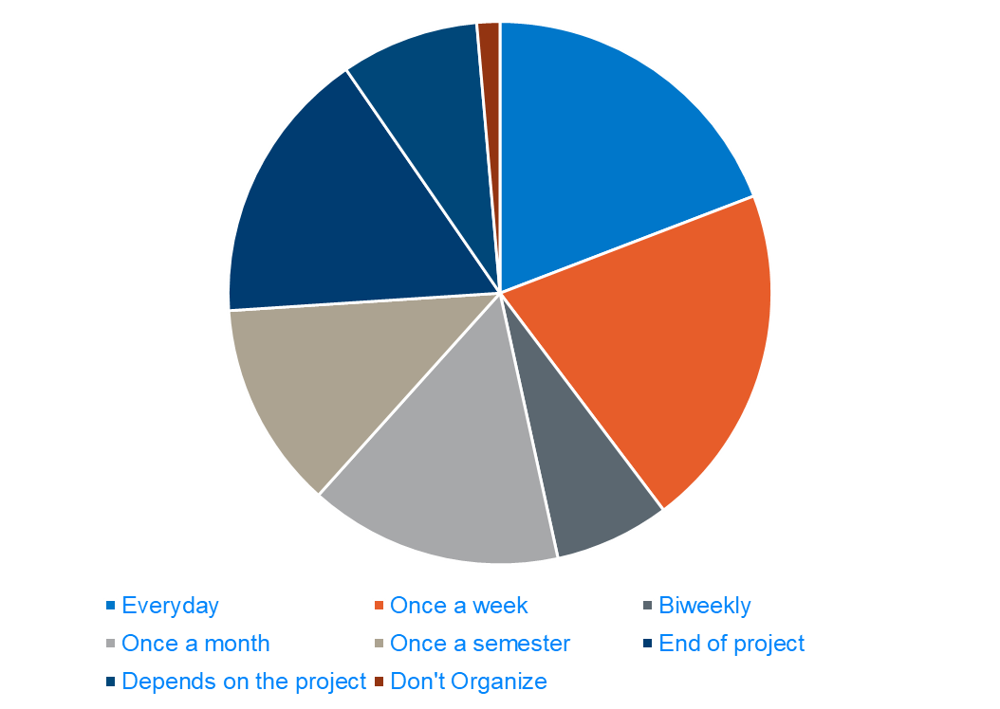 Everyday Once a week Biweekly
Once a month Once a semester End of project
Depends on the project Don't Organize